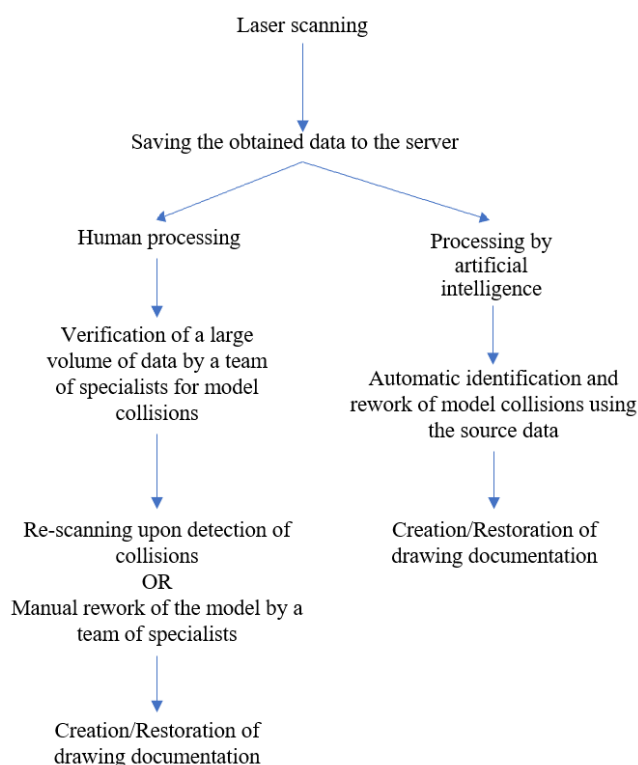 Laser scanning
Saving the obtained data to the server
Human processing
Processing by
artificial
intelligence
Verification of a large
volume of data by a team
of specialists for model
collisions
Automatic identification and
rework of model collisions using
the source data
Re-scanning upon detection of
collisions
OR
Manual rework of the model by a
team of specialists
Creation/Restoration of
drawing documentation
Creation/Restoration of
drawing documentation